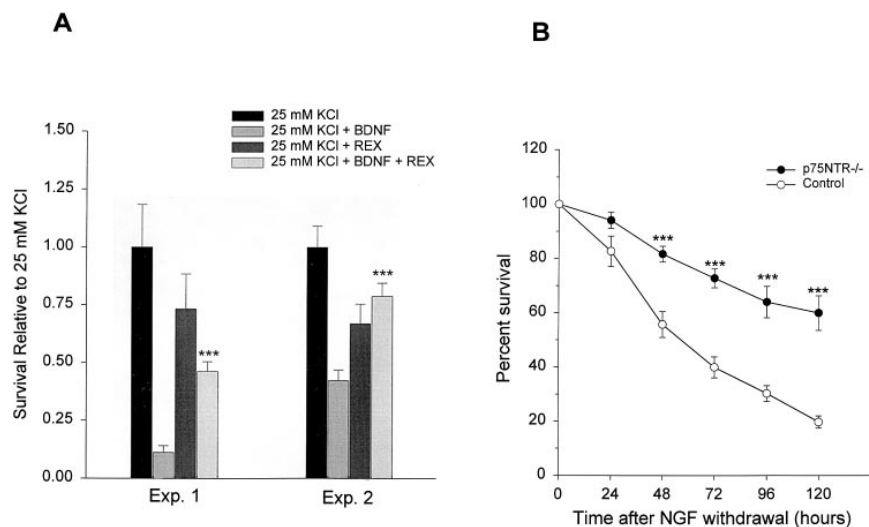 A
25 mM KCl
25 mM KCl + BDNF
25 mM KCl + REX
25 mM KCl + BDNF + REX
Survival Relative to 25 mM KCl
1.50
1.25
1.00
0.75
0.50
0.25
0.00
***
***
Exp. 1
Exp. 2
B
p75NTR-/-
Control
Percent survival
120
100
80
60
40
20
0
***
***
***
***
0
24
48
72
96
120
Time after NGF withdrawal (hours)